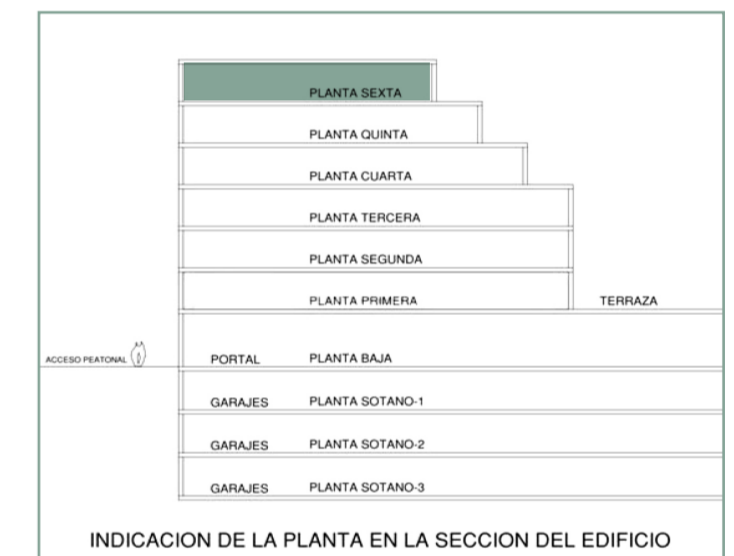 PLANTA SEXTA
PLANTA QUINTA
PLANTA CUARTA
PLANTA TERCERA
PLANTA SEGUNDA
PLANTA PRIMERA TERRAZA
ACCESO PEATONAL PORTAL PLANTA BAJA
GARAJES PLANTA SOTANO-1
GARAJES PLANTA SOTANO-2
GARAJES PLANTA SOTANO-3
INDICACION DE LA PLANTA EN LA SECCION DEL EDIFICIO